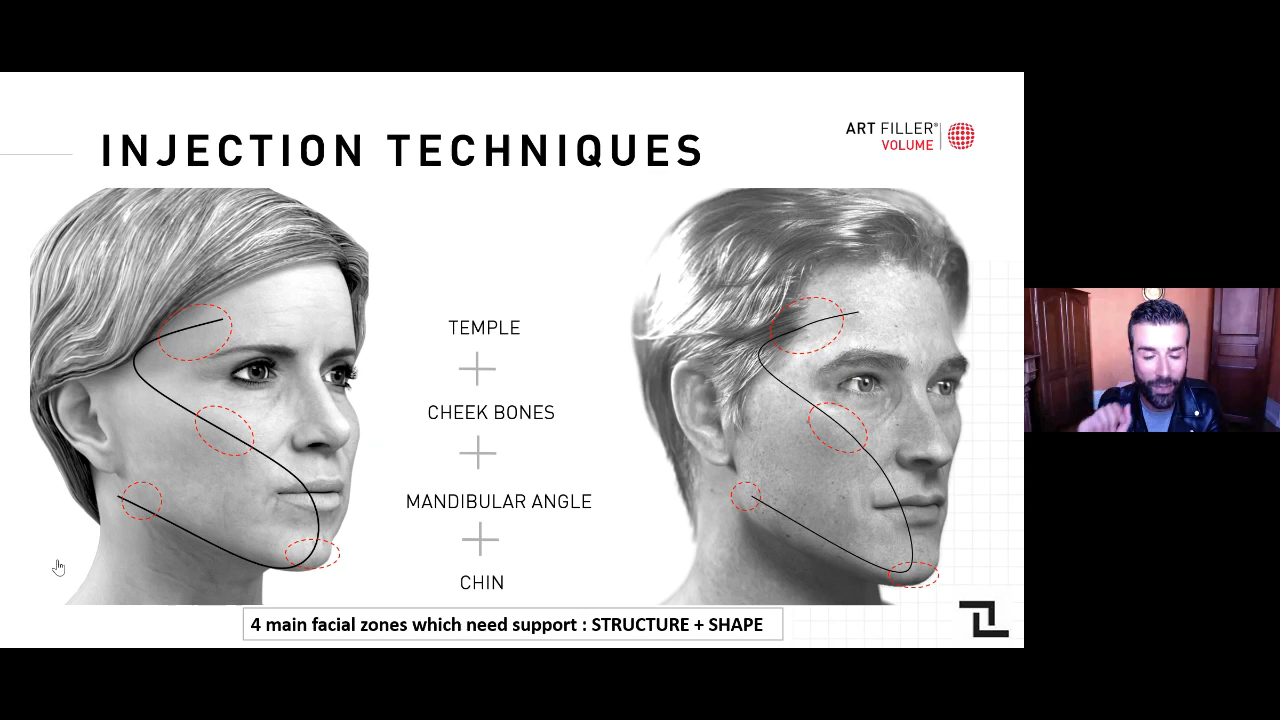 INJECTION TECHNIQUES
ART FILLER®
VOLUME
TEMPLE
CHEEK BONES
MANDIBULAR ANGLE
CHIN
4 main facial zones which need support : STRUCTURE + SHAPE